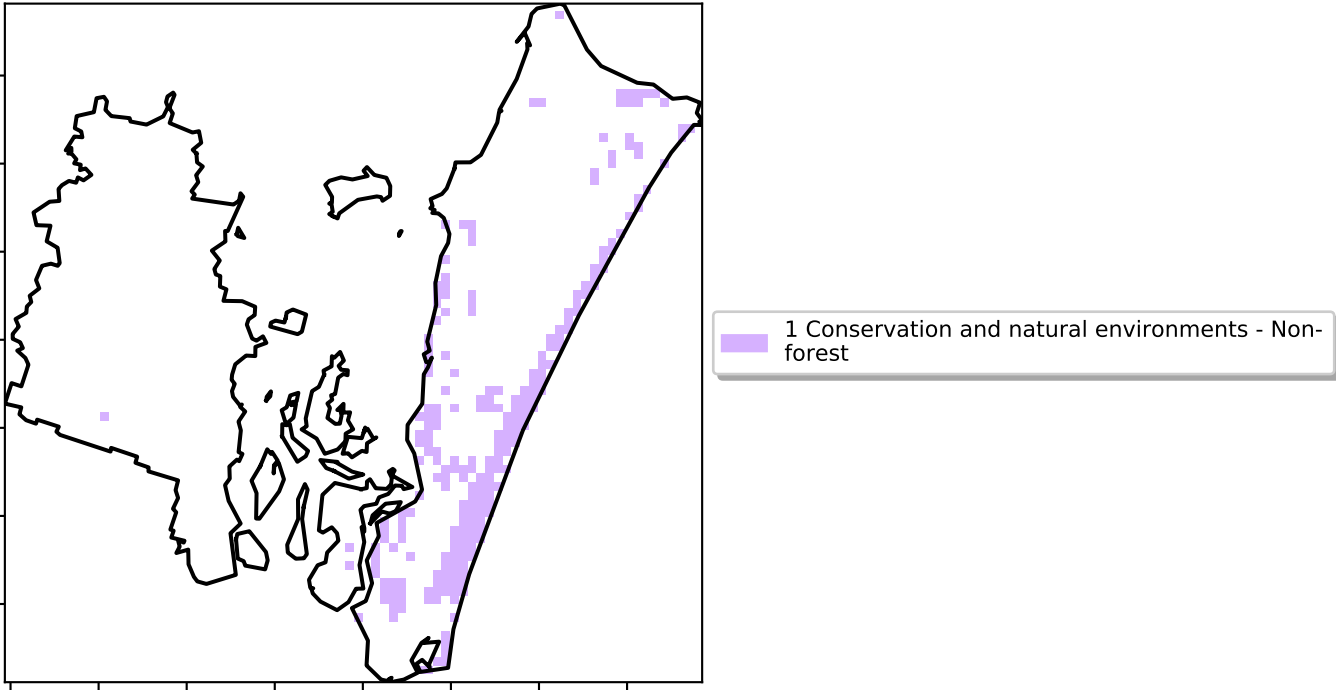 1 Conservation and natural environments - Non-
forest